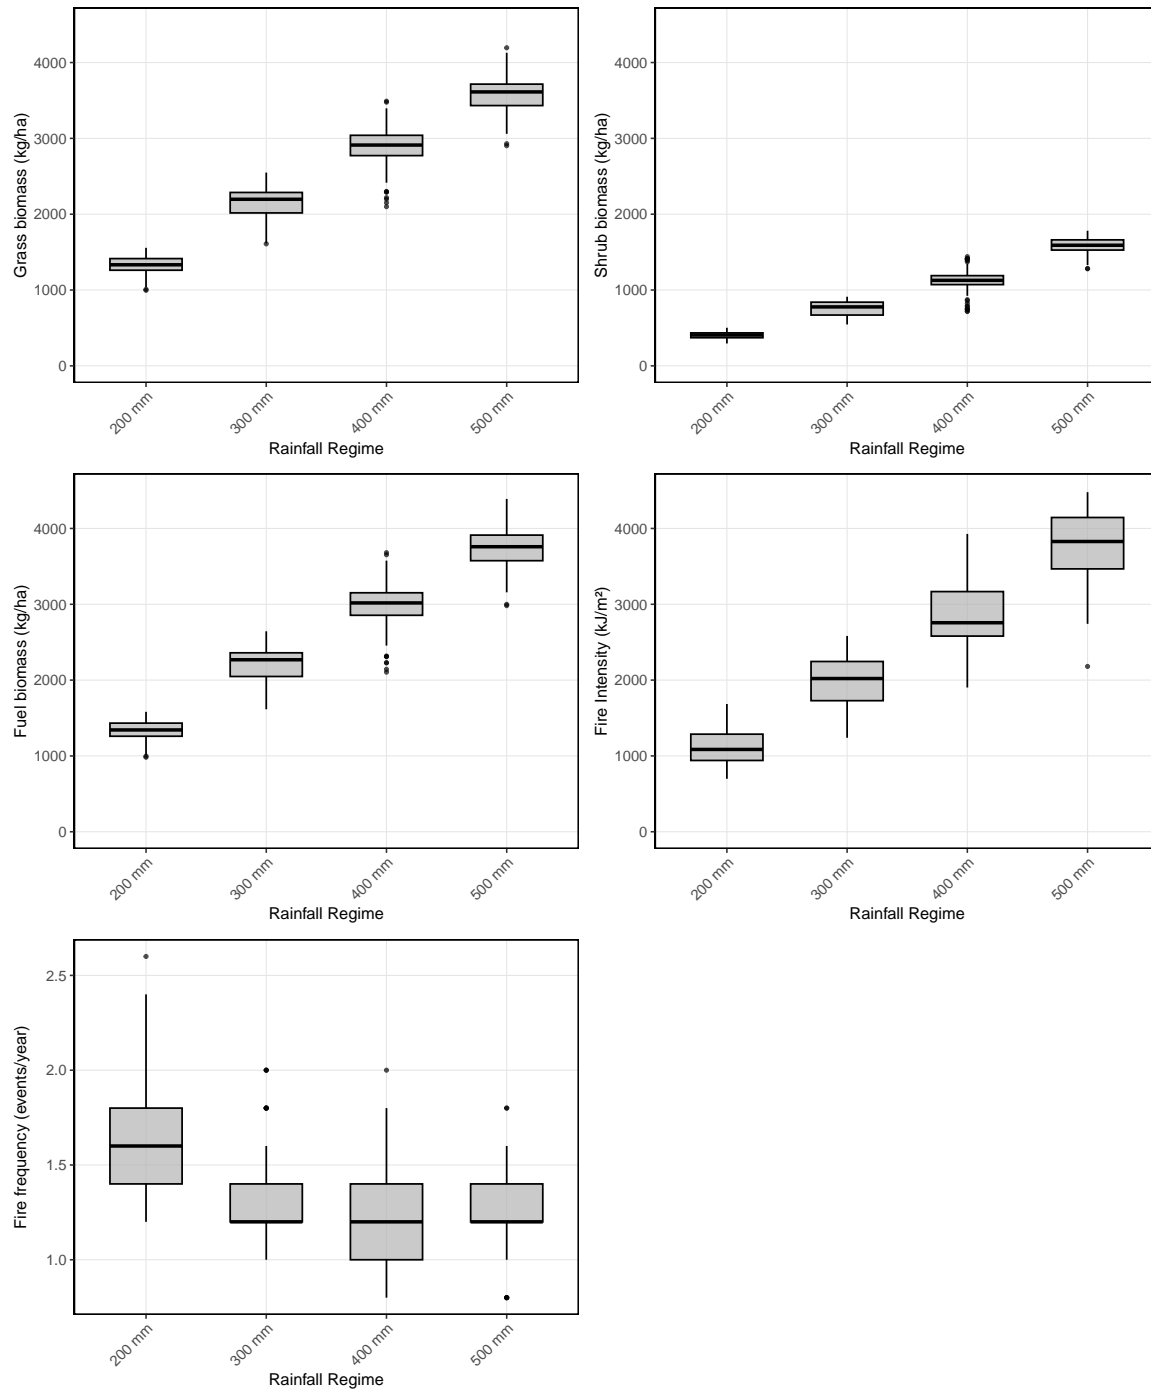 Grass biomass (kg/ha)
4000
3000
2000
1000
0
200 mm
300 mm
400 mm
500 mm
Rainfall Regime
Shrub biomass (kg/ha)
4000
3000
2000
1000
0
200 mm
300 mm
400 mm
500 mm
Rainfall Regime
Fuel biomass (kg/ha)
4000
3000
2000
1000
0
200 mm
300 mm
400 mm
500 mm
Rainfall Regime
Fire Intensity (kJ/m²)
4000
3000
2000
1000
0
200 mm
300 mm
400 mm
500 mm
Rainfall Regime
Fire frequency (events/year)
2.5
2.0
1.5
1.0
200 mm
300 mm
400 mm
500 mm
Rainfall Regime